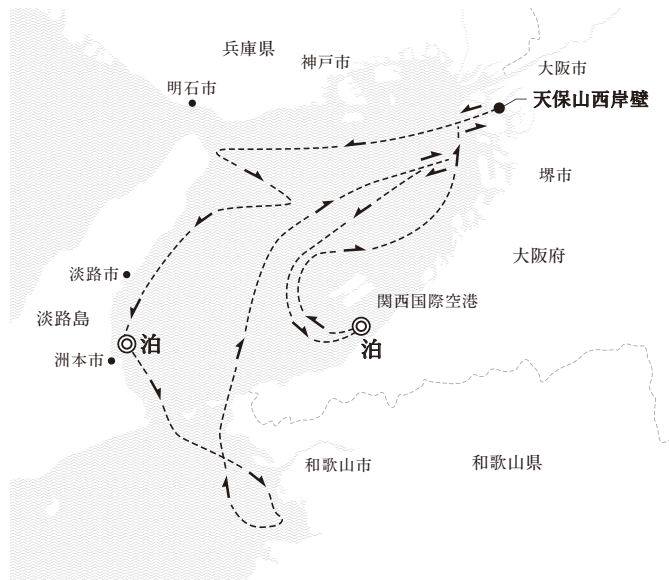 兵庫県
神戸市
大阪市
明石市
天保山西岸壁
堺市
大阪府
淡路市
関西国際空港
淡路島
泊
泊
洲本市
和歌山市
和歌山県